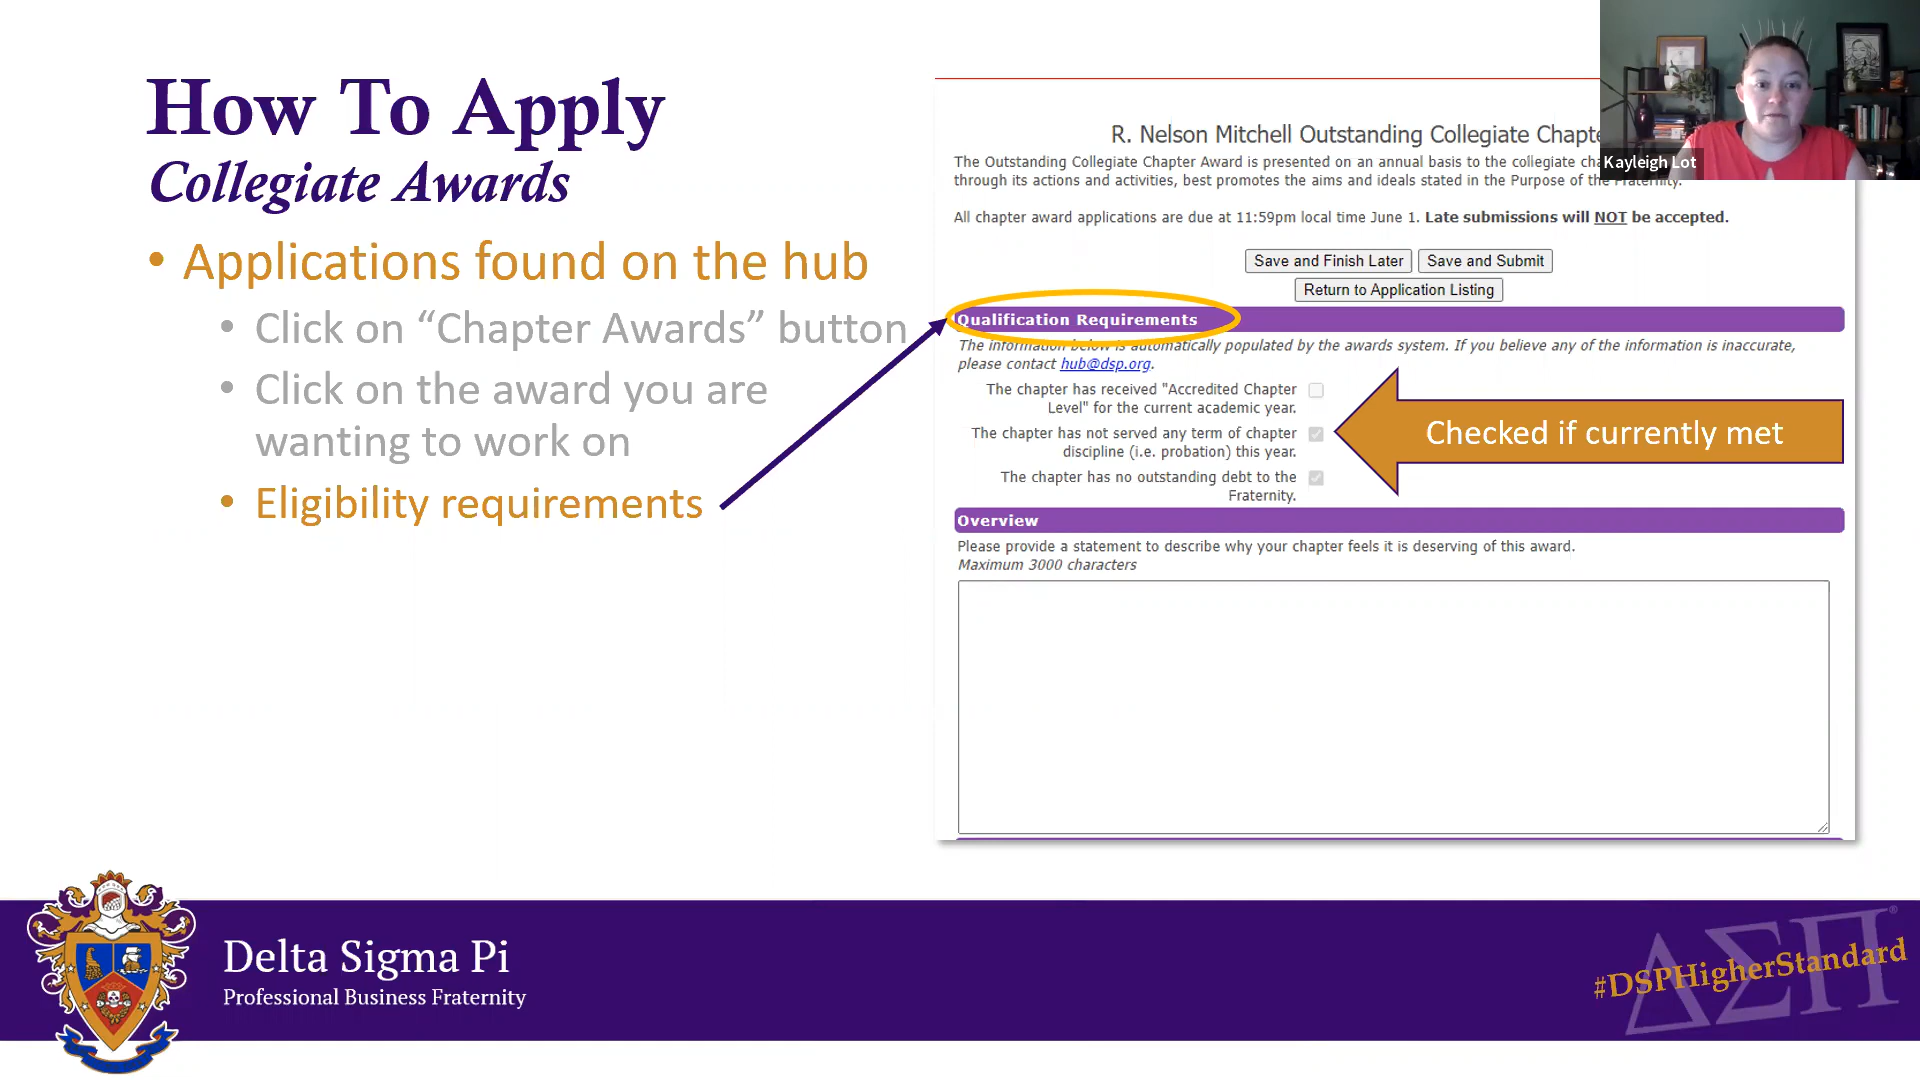 How To Apply
Collegiate Awards
• Applications found on the hub
• Click on “Chapter Awards” button
• Click on the award you are
wanting to work on
• Eligibility requirements
R. Nelson Mitchell Outstanding Collegiate Chapte
The Outstanding Collegiate Chapter Award is presented on an annual basis to the collegiate cha
through its actions and activities, best promotes the aims and ideals stated in the Purpose of the Fraternity.
All chapter award applications are due at 11:59pm local time June 1. Late submissions will NOT be accepted.
Save and Finish Later Save and Submit
Return to Application Listing
Qualification Requirements
The information below is automatically populated by the awards system. If you believe any of the information is inaccurate,
please contact hub@dsp.org.
The chapter has received "Accredited Chapter
Level" for the current academic year.
The chapter has not served any term of chapter
discipline (i.e. probation) this year.
The chapter has no outstanding debt to the
Fraternity.
Checked if currently met
Overview
Please provide a statement to describe why your chapter feels it is deserving of this award.
Maximum 3000 characters
Kayleigh Lot
Delta Sigma Pi
Professional Business Fraternity
ΔΣΠ®
#DSPHigherStandard